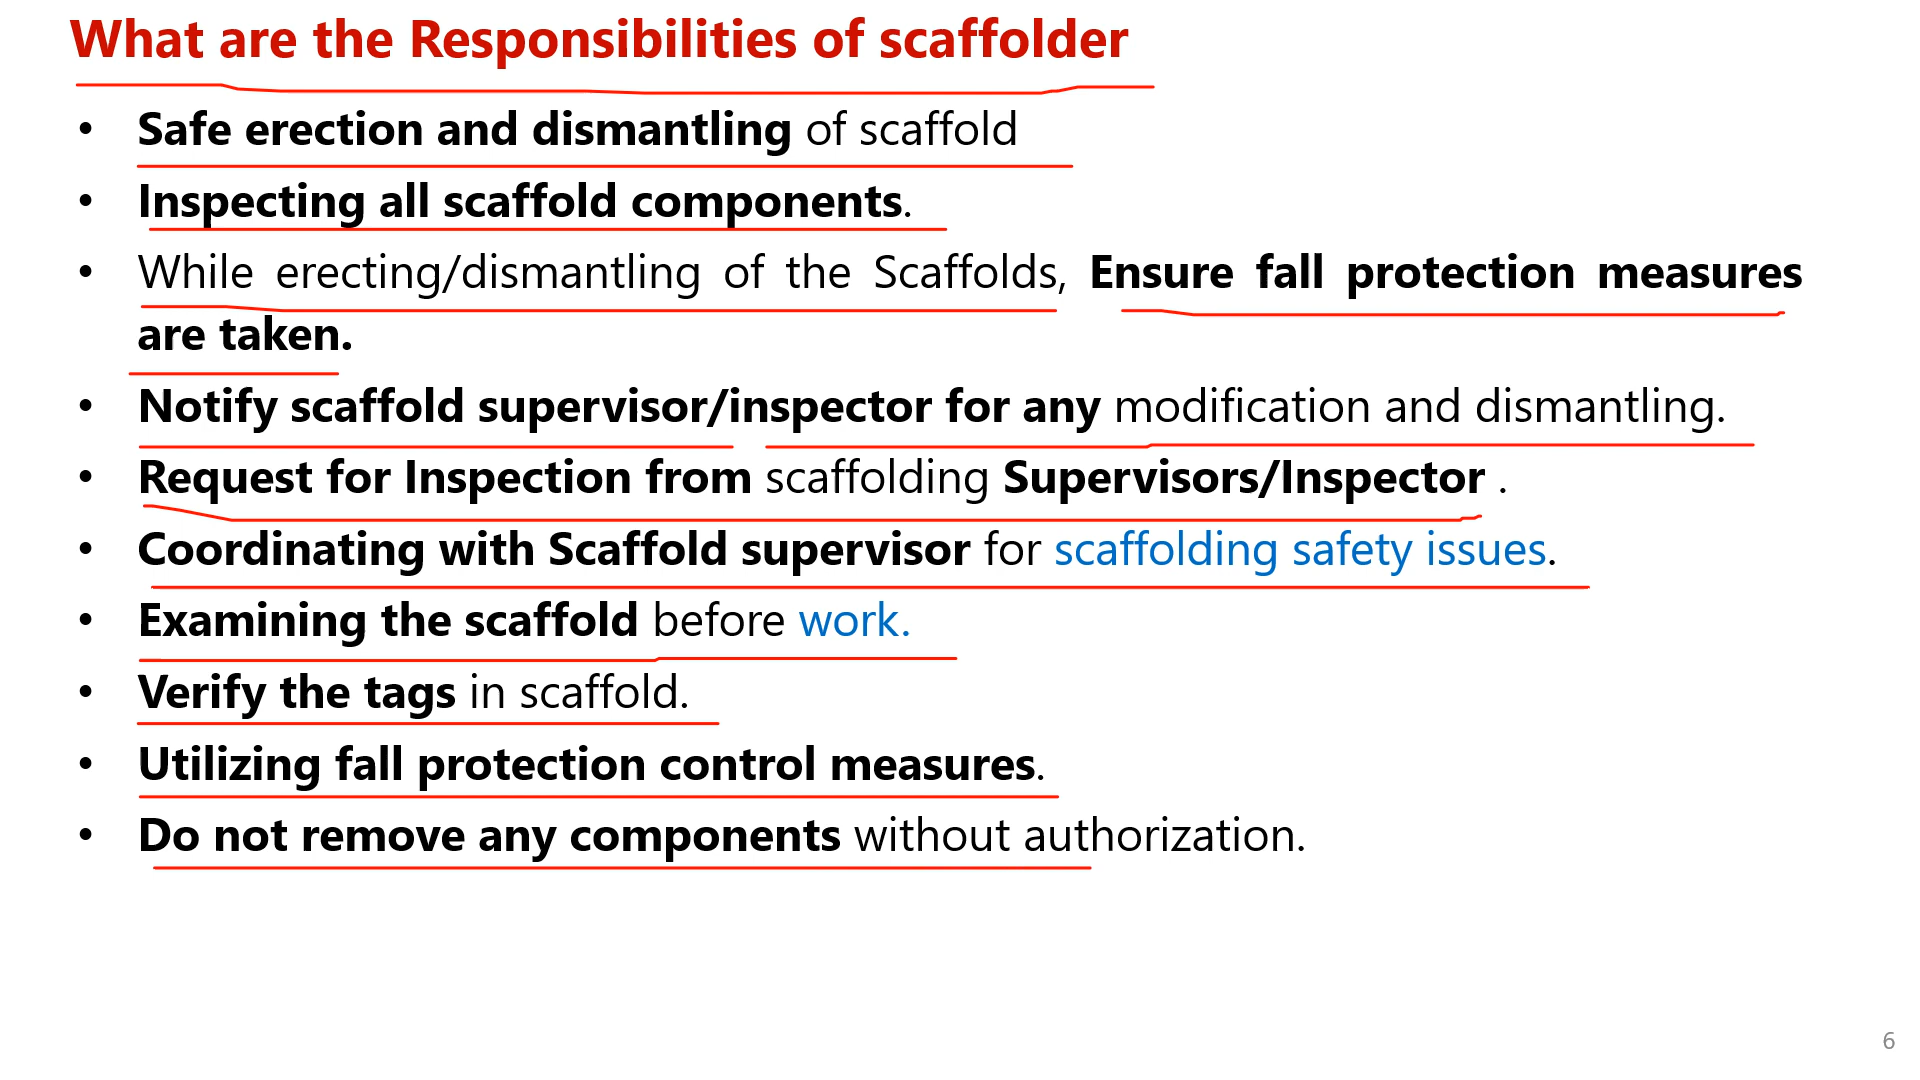 What are the Responsibilities of scaffolder
• Safe erection and dismantling of scaffold
• Inspecting all scaffold components.
• While erecting/dismantling of the Scaffolds, Ensure fall protection measures
are taken.
• Notify scaffold supervisor/inspector for any modification and dismantling.
• Request for Inspection from scaffolding Supervisors/Inspector .
• Coordinating with Scaffold supervisor for scaffolding safety issues.
• Examining the scaffold before work.
• Verify the tags in scaffold.
• Utilizing fall protection control measures.
• Do not remove any components without authorization.
6